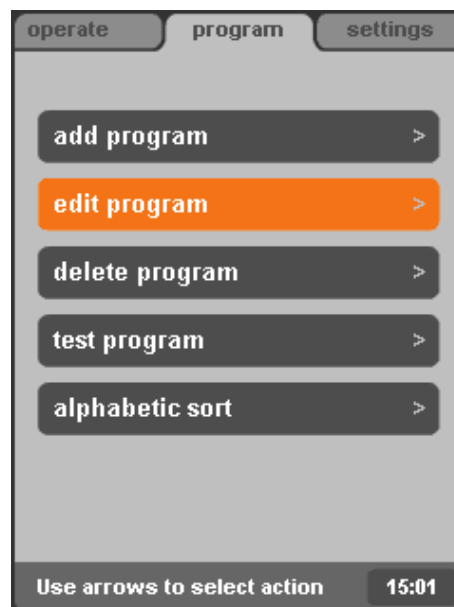 operate program settings
add program >
edit program >
delete program >
test program >
alphabetic sort >
Use arrows to select action 15:01